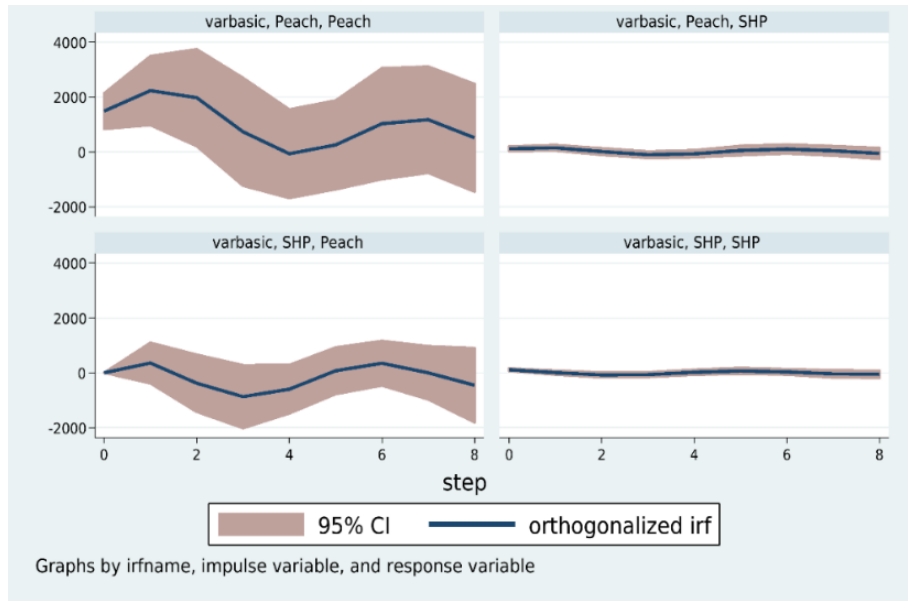 varbasic, Peach, Peach
varbasic, Peach, SHP
4000
2000
0
-2000
varbasic, SHP, Peach
varbasic, SHP, SHP
4000
2000
0
-2000
0 2 4 6 8
0 2 4 6 8
step
95% CI
orthogonalized irf
Graphs by irfname, impulse variable, and response variable